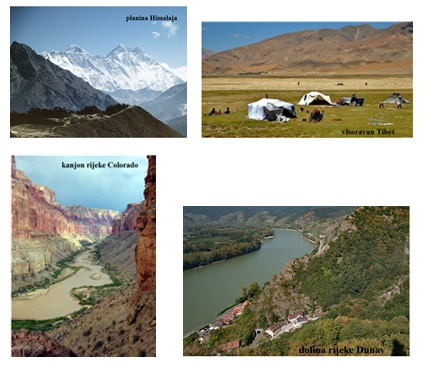 planina Himalaja
visoravan Tibet
kanjon rijeke Colorado
dolina rijeke Dunav